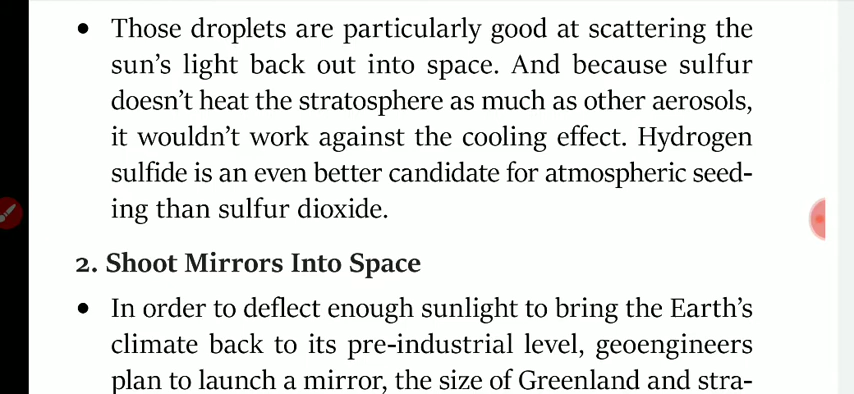 • Those droplets are particularly good at scattering the
sun’s light back out into space. And because sulfur
doesn’t heat the stratosphere as much as other aerosols,
it wouldn’t work against the cooling effect. Hydrogen
sulfide is an even better candidate for atmospheric seed-
ing than sulfur dioxide.
2. Shoot Mirrors Into Space
• In order to deflect enough sunlight to bring the Earth’s
climate back to its pre-industrial level, geoengineers
plan to launch a mirror, the size of Greenland and stra-